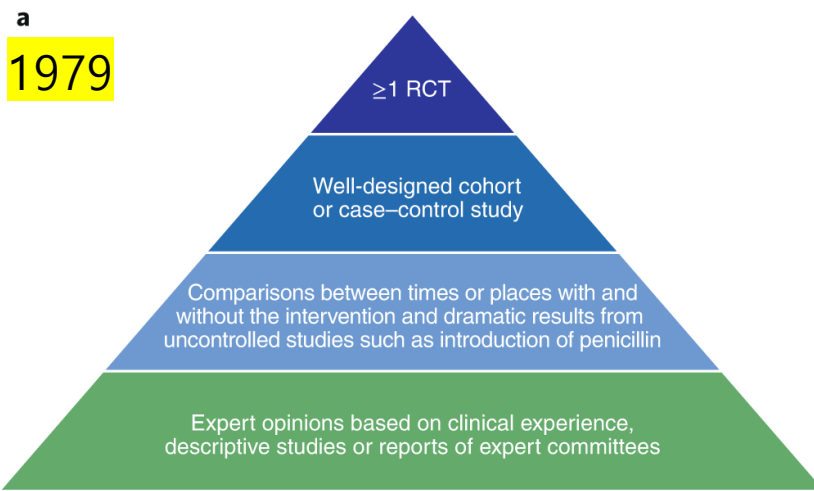 a
1979
≥1 RCT
Well-designed cohort
or case–control study
Comparisons between times or places with and
without the intervention and dramatic results from
uncontrolled studies such as introduction of penicillin
Expert opinions based on clinical experience,
descriptive studies or reports of expert committees